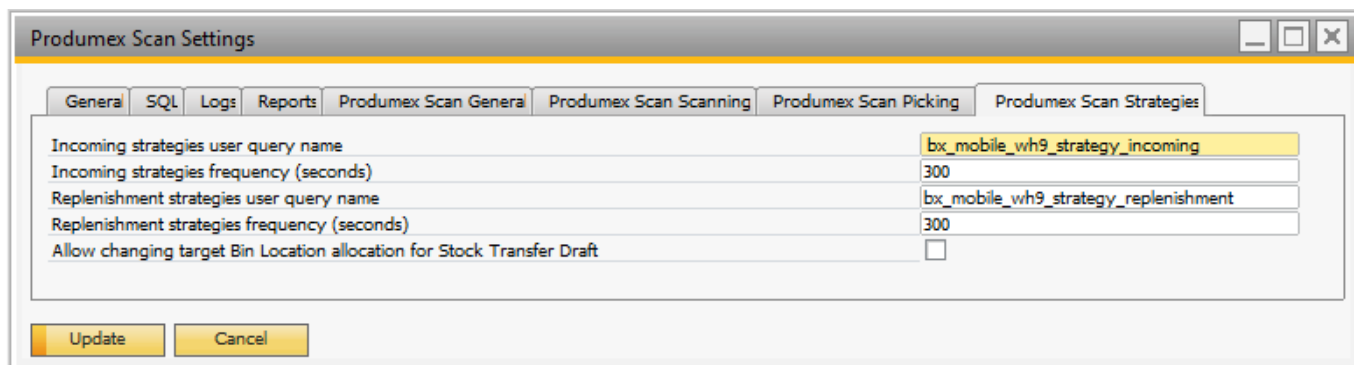 Produmex Scan Settings
General SQL Logs Reports Produmex Scan General Produmex Scan Scanning Produmex Scan Picking Produmex Scan Strategies
Incoming strategies user query name bx_mobile_wh9_strategy_incoming
Incoming strategies frequency (seconds) 300
Replenishment strategies user query name bx_mobile_wh9_strategy_replenishment
Replenishment strategies frequency (seconds) 300
Allow changing target Bin Location allocation for Stock Transfer Draft
Update Cancel